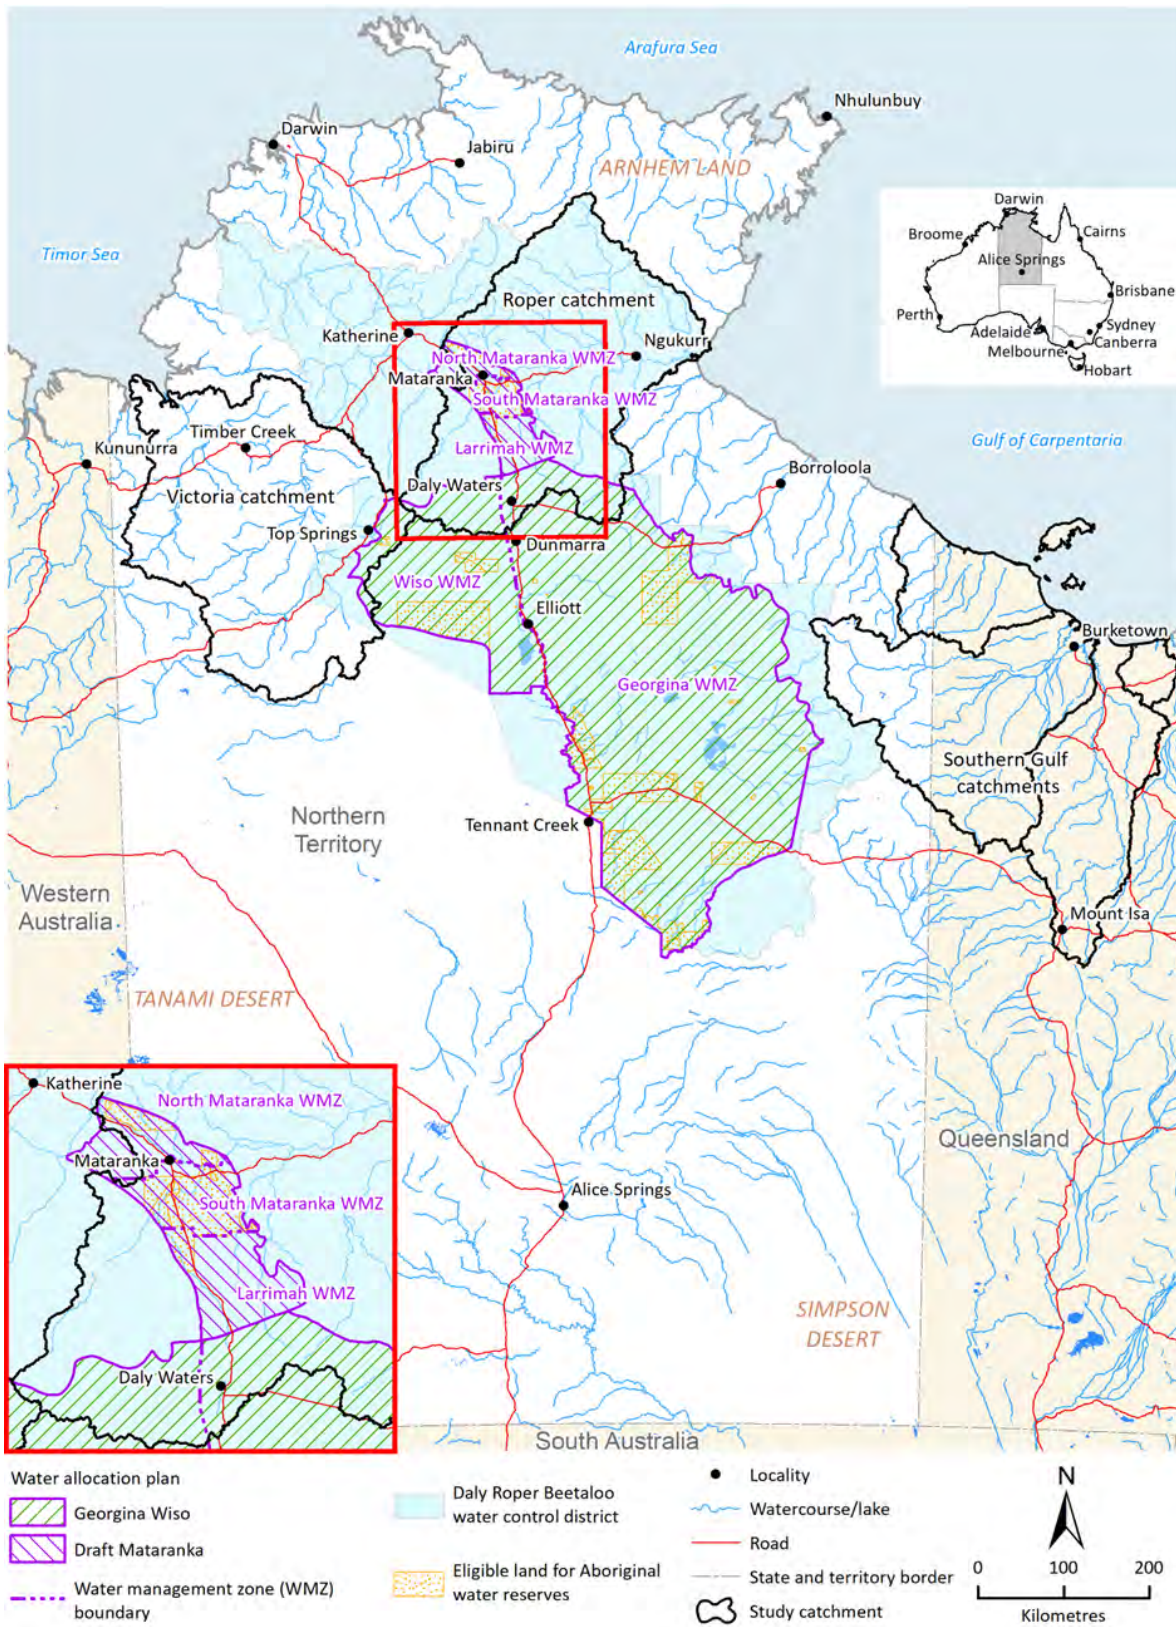 Arafura Sea
Nhulunbuy
Darwin
Jabiru
ARNHEM LAND
Timor Sea
Roper catchment
Katherine
Ngukurr
North Mataranka WMZ
Mataranka
South Mataranka WMZ
Larrimah WMZ
Timber Creek
Kununurra
Victoria catchment
Gulf of Carpentaria
Borroloola
Daly Waters
Top Springs
Dunmarra
Wiso WMZ
Elliott
Burketown
Georgina WMZ
Southern Gulf
catchments
Northern
Territory
Tennant Creek
Western
Australia
Mount Isa
TANAMI DESERT
Queensland
Alice Springs
SIMPSON
DESERT
South Australia
Darwin
Broome
Cairns
Alice Springs
Brisbane
Perth
Adelaide
Sydney
Canberra
Melbourne
Hobart
Katherine
North Mataranka WMZ
Mataranka
South Mataranka WMZ
Larrimah WMZ
Daly Waters
Water allocation plan
Georgina Wiso
Draft Mataranka
Water management zone (WMZ)
boundary
Daly Roper Beetaloo
water control district
Eligible land for Aboriginal
water reserves
Locality
Watercourse/lake
Road
State and territory border
Study catchment
N
0 100 200
Kilometres